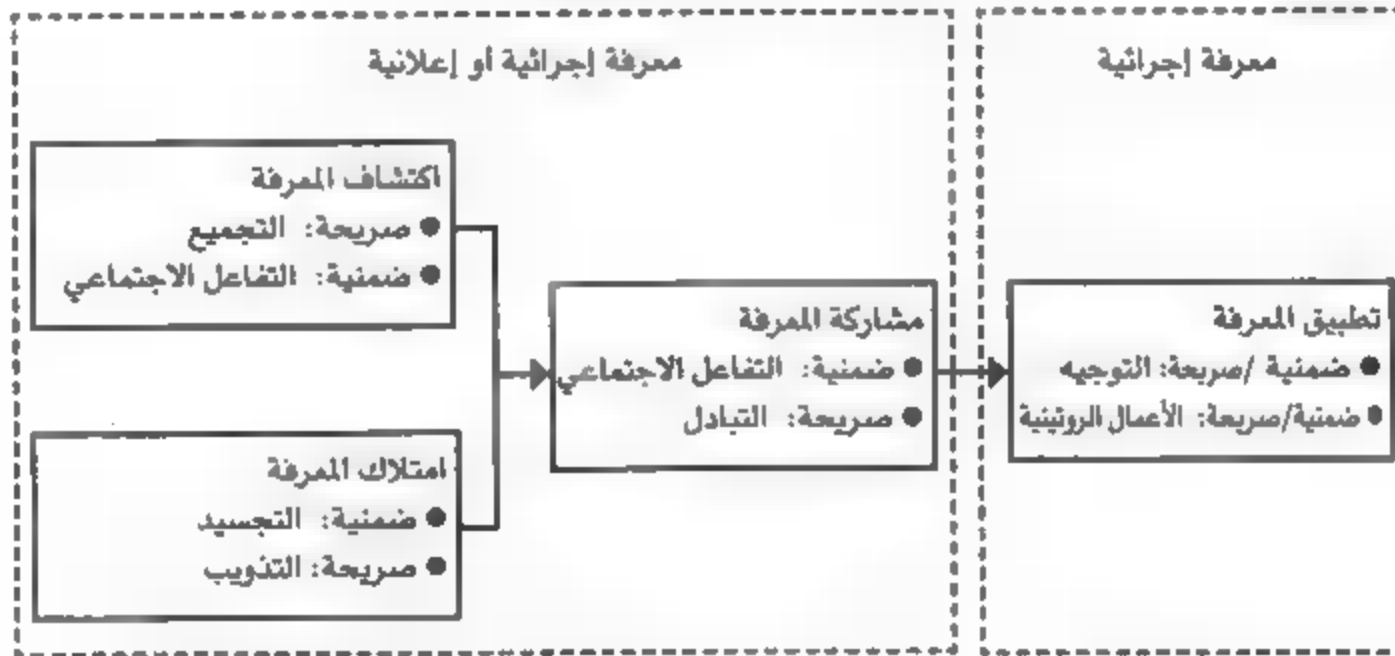 معرفة إجرائية أو إعلانية
اكتشاف المعرفة
● صريحة: التجميع
● ضمنية: التفاعل الاجتماعي
امتلاك المعرفة
● ضمنية: التجسيد
● صريحة: التذويب
مشاركة المعرفة
● ضمنية: التفاعل الاجتماعي
● صريحة: التبادل
معرفة إجرائية
تطبيق المعرفة
● ضمنية /صريحة: التوجيه
● ضمنية/صريحة: الأعمال الروتينية